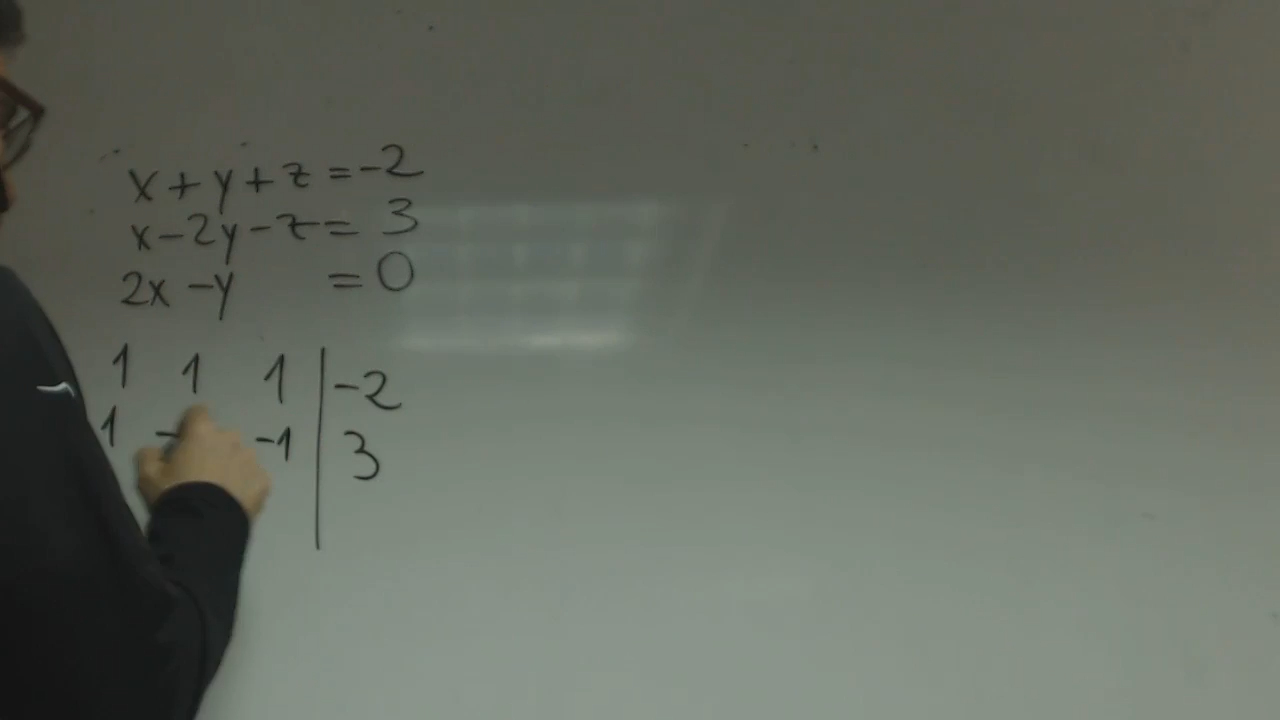 x+y+z=-2
x-2y-z=3
2x-y =0
1 1 1 | -2
1 - -1 | 3